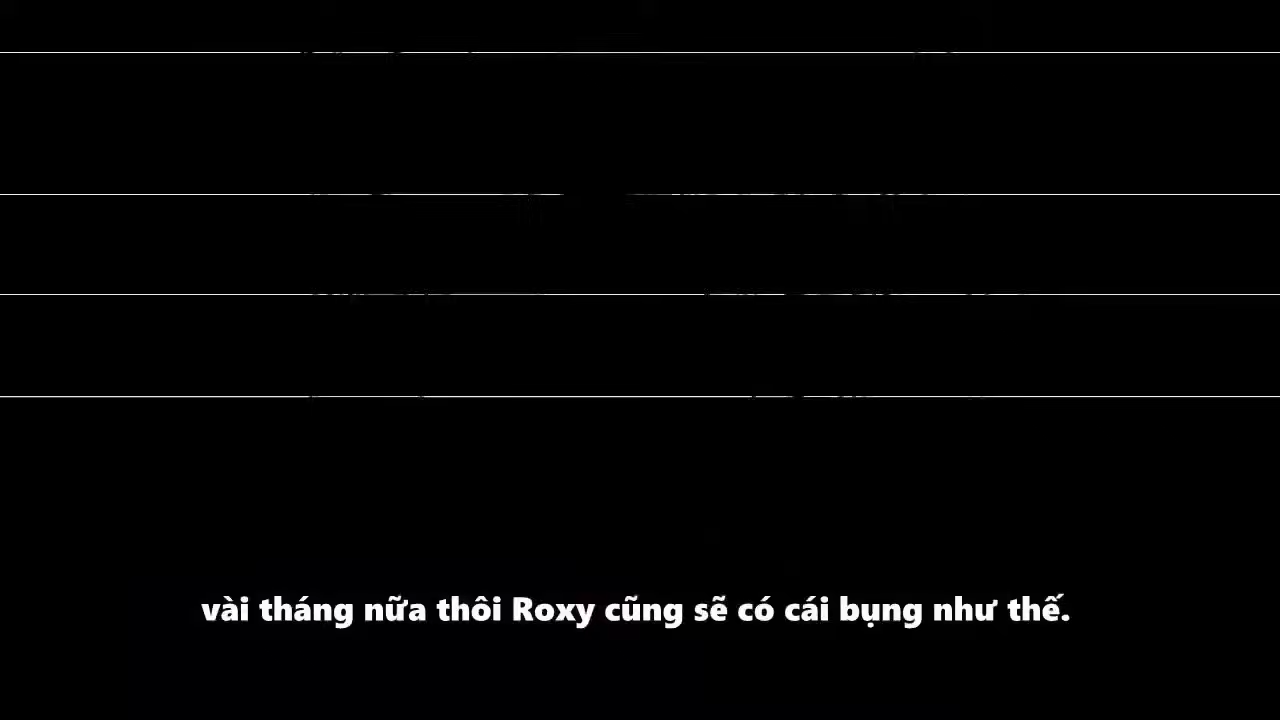 vài tháng nữa thôi Roxy cũng sẽ có cái bụng như thế.